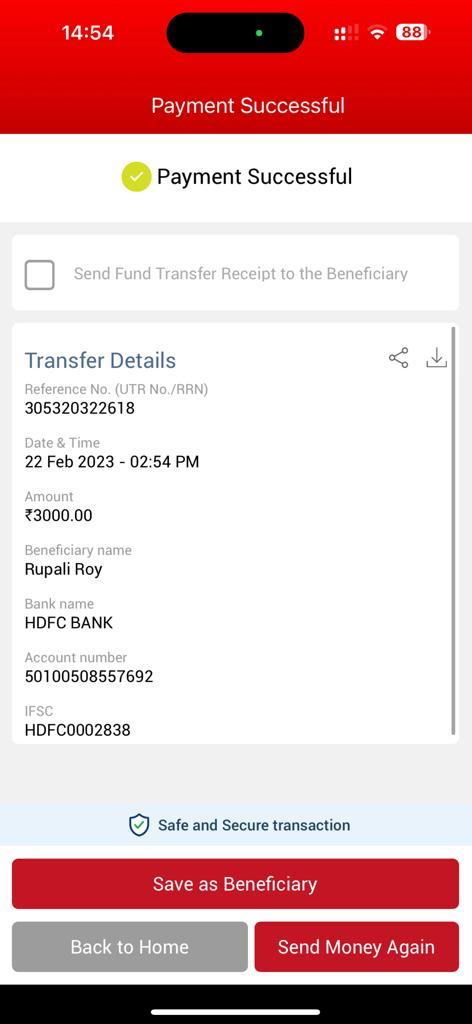 14:54
88
Payment Successful
Payment Successful
Send Fund Transfer Receipt to the Beneficiary
Transfer Details
Reference No. (UTR No./RRN)
305320322618
Date & Time
22 Feb 2023 - 02:54 PM
Amount
₹3000.00
Beneficiary name
Rupali Roy
Bank name
HDFC BANK
Account number
50100508557692
IFSC
HDFC0002838
Safe and Secure transaction
Save as Beneficiary
Back to Home
Send Money Again